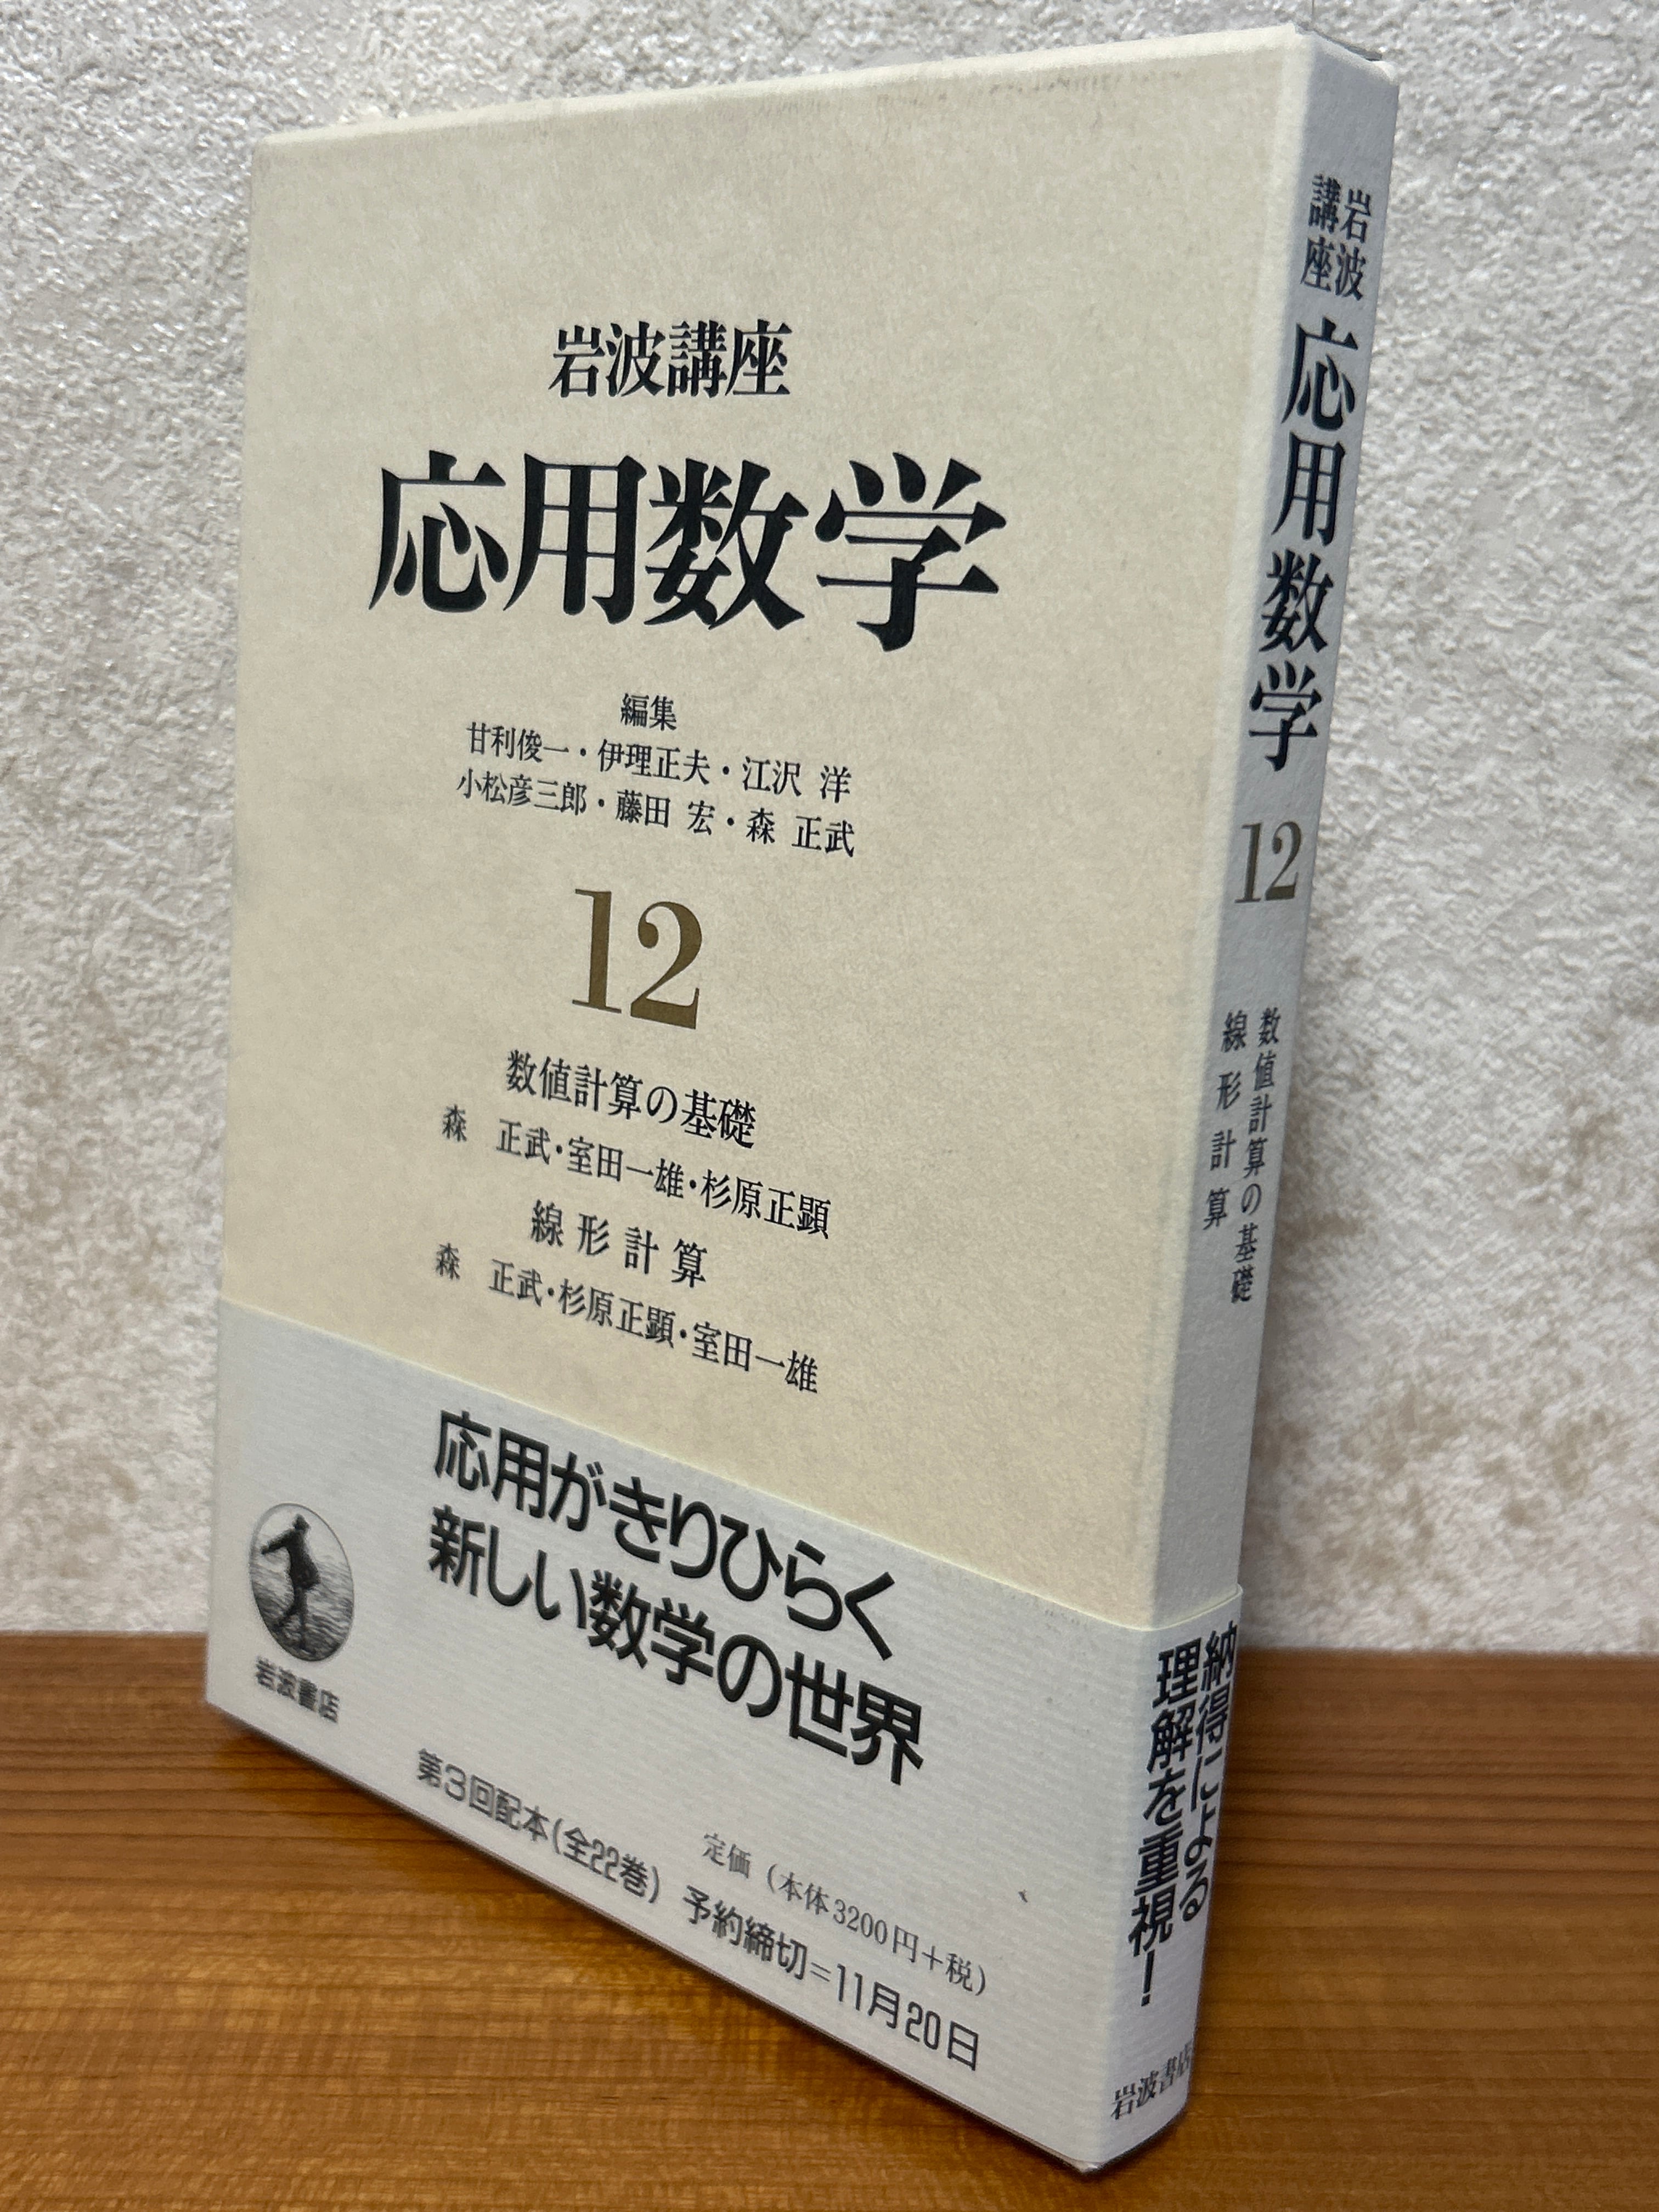 岩波講座
応用数学
編集
甘利俊一・伊理正夫・江沢 洋
小松彦三郎・藤田 宏・森 正武
12
数値計算の基礎
森 正武・室田一雄・杉原正顕
線形計算
森 正武・杉原正顕・室田一雄
応用がきりひらく
新しい数学の世界
岩波書店
定価（本体3200円＋税）
第3回配本(全22巻) 予約締切=11月20日
岩波
講座
応用数学
12
数値計算の基礎
線形計算
納得による
理解を重視！
岩波書店